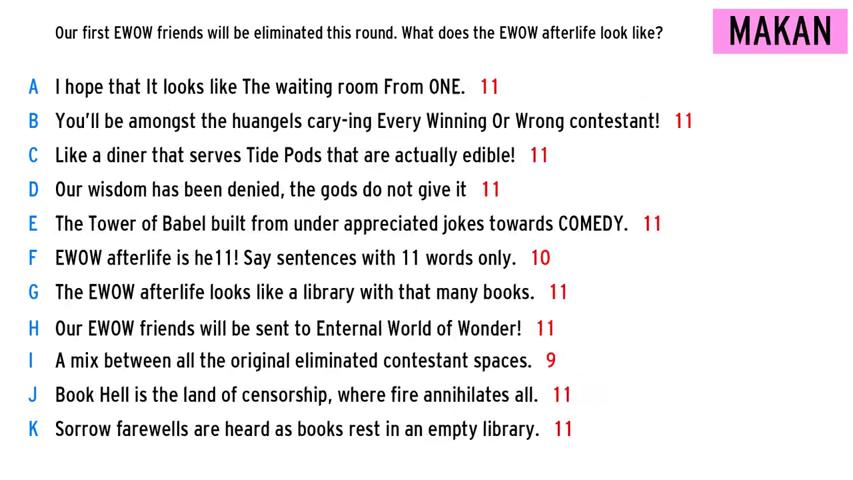 Our first EWOW friends will be eliminated this round. What does the EWOW afterlife look like?
MAKAN
A I hope that It looks like The waiting room From ONE. 11
B You'll be amongst the huangels cary-ing Every Winning Or Wrong contestant! 11
C Like a diner that serves Tide Pods that are actually edible! 11
D Our wisdom has been denied, the gods do not give it 11
E The Tower of Babel built from under appreciated jokes towards COMEDY. 11
F EWOW afterlife is he11! Say sentences with 11 words only. 10
G The EWOW afterlife looks like a library with that many books. 11
H Our EWOW friends will be sent to Enternal World of Wonder! 11
I A mix between all the original eliminated contestant spaces. 9
J Book Hell is the land of censorship, where fire annihilates all. 11
K Sorrow farewells are heard as books rest in an empty library. 11